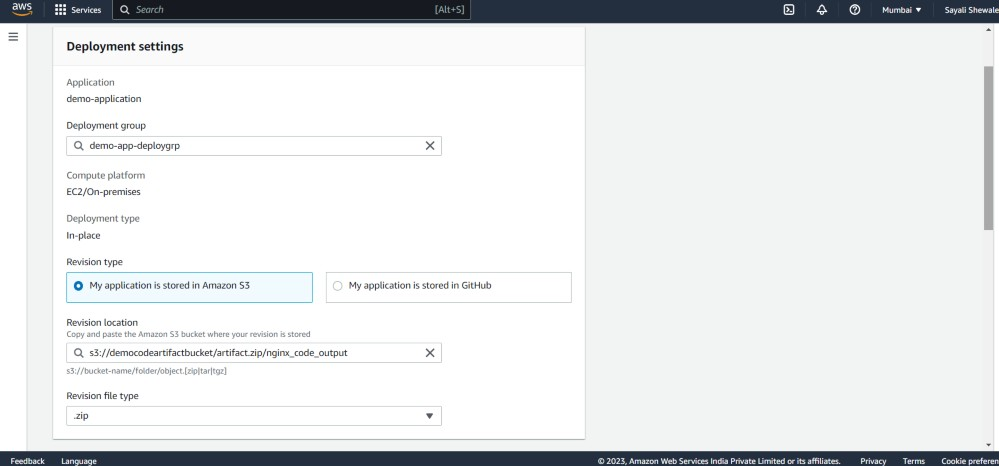 aws Services Search [Alt+S] Mumbai ▼ Sayali Shewale
Deployment settings
Application
demo-application
Deployment group
demo-app-deploygrp
Compute platform
EC2/On-premises
Deployment type
In-place
Revision type
My application is stored in Amazon S3 My application is stored in GitHub
Revision location
Copy and paste the Amazon S3 bucket where your revision is stored
s3://democodeartifactbucket/artifact.zip/nginx_code_output
s3://bucket-name/folder/object.[zip|tar|tgz]
Revision file type
.zip
Feedback Language © 2023, Amazon Web Services India Private Limited or its affiliates. Privacy Terms Cookie preferen